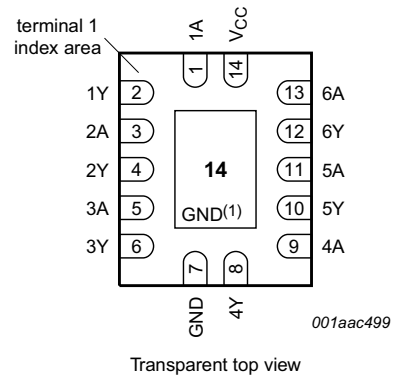 terminal 1
index area
1A
VCC
1
14
1Y 2 13 6A
2A 3 12 6Y
2Y 4 14 11 5A
3A 5 GND(1) 10 5Y
3Y 6 9 4A
7
8
GND
4Y
001aac499
Transparent top view